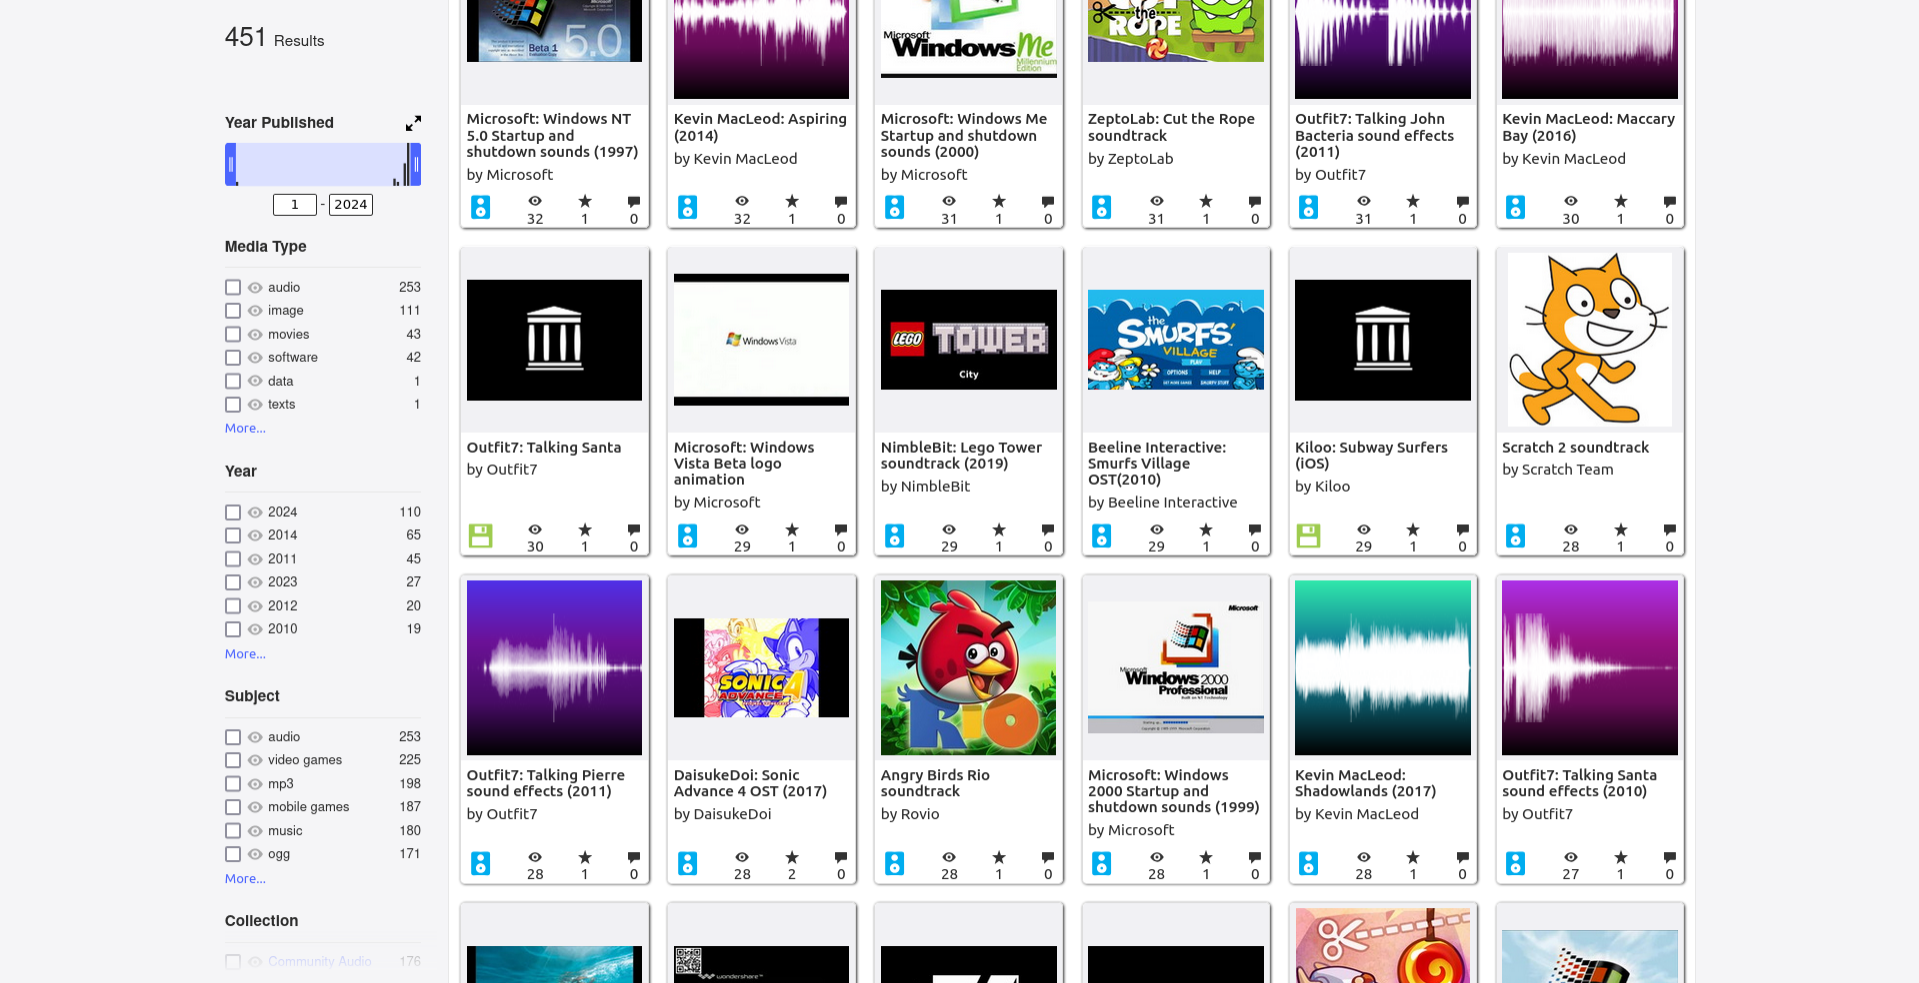 451 Results
Year Published
1 - 2024
Media Type
audio 253
image 111
movies 43
software 42
data 1
texts 1
More...
Year
2024 110
2014 65
2011 45
2023 27
2012 20
2010 19
More...
Subject
audio 253
video games 225
mp3 198
mobile games 187
music 180
ogg 171
More...
Collection
Community Audio 176
Beta 1
5.0
Microsoft
Windows Me
Millennium
Edition
the
ROPE
Microsoft: Windows NT
5.0 Startup and
shutdown sounds (1997)
by Microsoft
32 1 0
Kevin MacLeod: Aspiring
(2014)
by Kevin MacLeod
32 1 0
Microsoft: Windows Me
Startup and shutdown
sounds (2000)
by Microsoft
31 1 0
ZeptoLab: Cut the Rope
soundtrack
by ZeptoLab
31 1 0
Outfit7: Talking John
Bacteria sound effects
(2011)
by Outfit7
31 1 0
Kevin MacLeod: Maccary
Bay (2016)
by Kevin MacLeod
30 1 0
Outfit7: Talking Santa
by Outfit7
30 1 0
Windows Vista
Microsoft: Windows
Vista Beta logo
animation
by Microsoft
29 1 0
LEGO TOWER
City
NimbleBit: Lego Tower
soundtrack (2019)
by NimbleBit
29 1 0
the
SMURFS'
VILLAGE
PLAY
OPTIONS HELP
GET MORE GAMES SMURFY STUFF
Beeline Interactive:
Smurfs Village
OST(2010)
by Beeline Interactive
29 1 0
Kiloo: Subway Surfers
(iOS)
by Kiloo
29 1 0
Scratch 2 soundtrack
by Scratch Team
28 1 0
Outfit7: Talking Pierre
sound effects (2011)
by Outfit7
28 1 0
SONIC
ADVANCE 4
DaisukeDoi: Sonic
Advance 4 OST (2017)
by DaisukeDoi
28 2 0
RIO
Angry Birds Rio
soundtrack
by Rovio
28 1 0
Microsoft
Microsoft
Windows 2000
Professional
Built on NT Technology
Microsoft: Windows
2000 Startup and
shutdown sounds (1999)
by Microsoft
28 1 0
Kevin MacLeod:
Shadowlands (2017)
by Kevin MacLeod
28 1 0
Outfit7: Talking Santa
sound effects (2010)
by Outfit7
27 1 0
wondershare